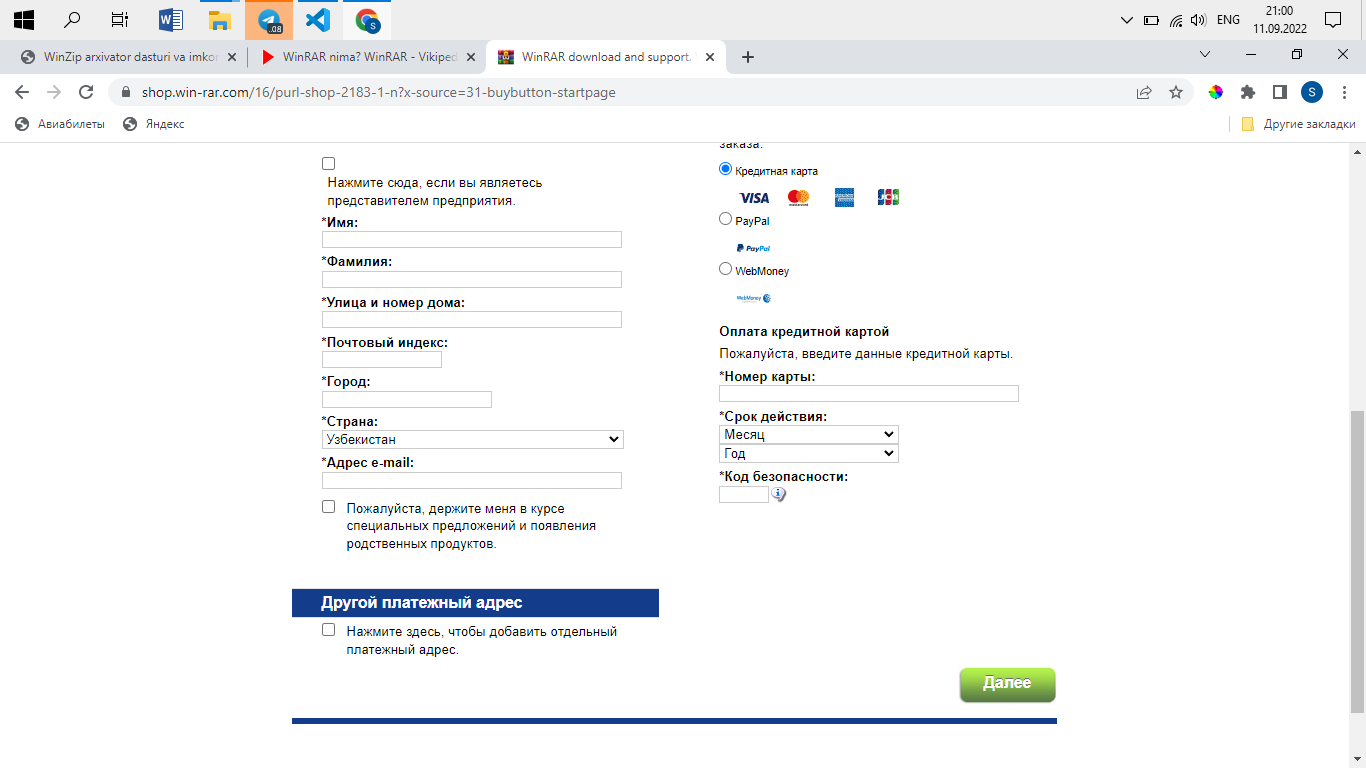 .08
S
ENG
21:00
11.09.2022
WinZip arxivator dasturi va imkon
WinRAR nima? WinRAR - Vikiped
WinRAR download and support.
shop.win-rar.com/16/purl-shop-2183-1-n?x-source=31-buybutton-startpage
S
Авиабилеты
Яндекс
Другие закладки
Нажмите сюда, если вы являетесь
представителем предприятия.
*Имя:
*Фамилия:
*Улица и номер дома:
*Почтовый индекс:
*Город:
*Страна:
Узбекистан
*Адрес e-mail:
Пожалуйста, держите меня в курсе
специальных предложений и появления
родственных продуктов.
Другой платежный адрес
Нажмите здесь, чтобы добавить отдельный
платежный адрес.
заказа:
Кредитная карта
VISA
mastercard
JCB
PayPal
PayPal
WebMoney
WebMoney
Оплата кредитной картой
Пожалуйста, введите данные кредитной карты.
*Номер карты:
*Срок действия:
Месяц
Год
*Код безопасности:
Далее